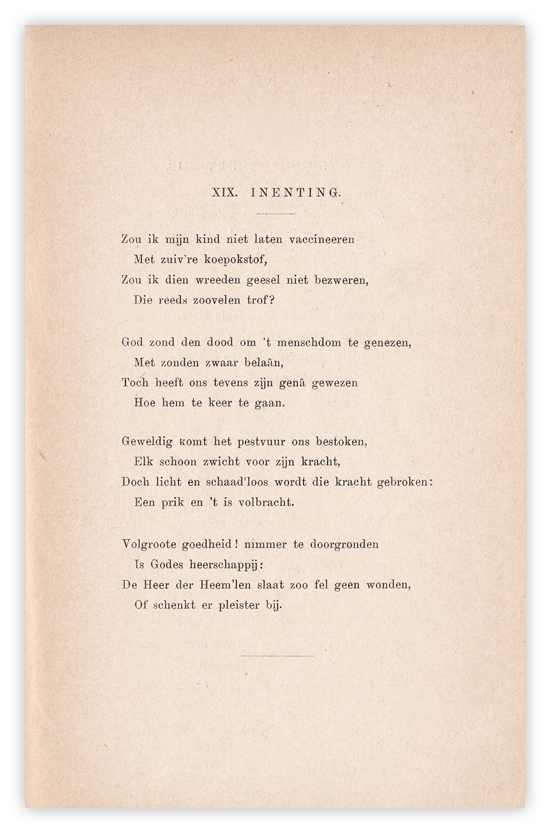 XIX. INENTING.
Zou ik mijn kind niet laten vaccineeren
Met zuiv're koepokstof,
Zou ik dien wreeden geesel niet bezweren,
Die reeds zoovelen trof?
God zond den dood om 't menschdom te genezen,
Met zonden zwaar belaân,
Toch heeft ons tevens zijn genâ gewezen
Hoe hem te keer te gaan.
Geweldig komt het pestvuur ons bestoken,
Elk schoon zwicht voor zijn kracht,
Doch licht en schaad'loos wordt die kracht gebroken:
Een prik en 't is volbracht.
Volgroote goedheid! nimmer te doorgronden
Is Godes heerschappij:
De Heer der Heem'len slaat zoo fel geen wonden,
Of schenkt er pleister bij.